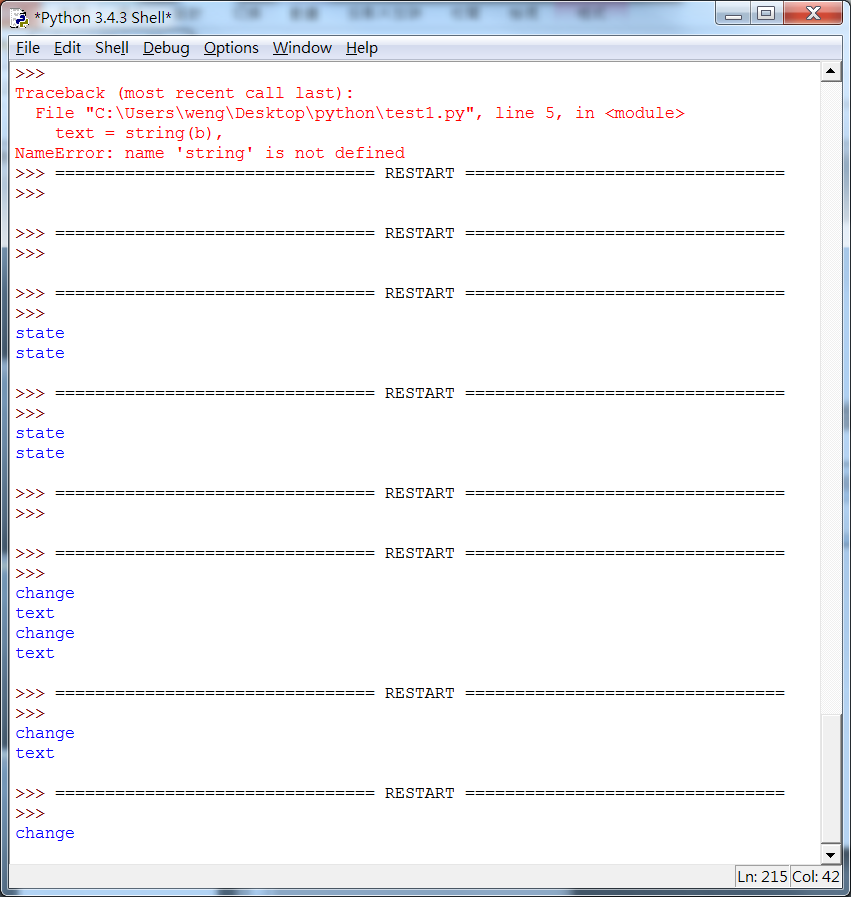 *Python 3.4.3 Shell*
File Edit Shell Debug Options Window Help
>>>
Traceback (most recent call last):
  File "C:\Users\weng\Desktop\python\test1.py", line 5, in <module>
    text = string(b),
NameError: name 'string' is not defined
>>> ================================ RESTART ================================
>>>
>>> ================================ RESTART ================================
>>>
>>> ================================ RESTART ================================
>>>
state
state
>>> ================================ RESTART ================================
>>>
state
state
>>> ================================ RESTART ================================
>>>
>>> ================================ RESTART ================================
>>>
change
text
change
text
>>> ================================ RESTART ================================
>>>
change
text
>>> ================================ RESTART ================================
>>>
change
Ln: 215 Col: 42